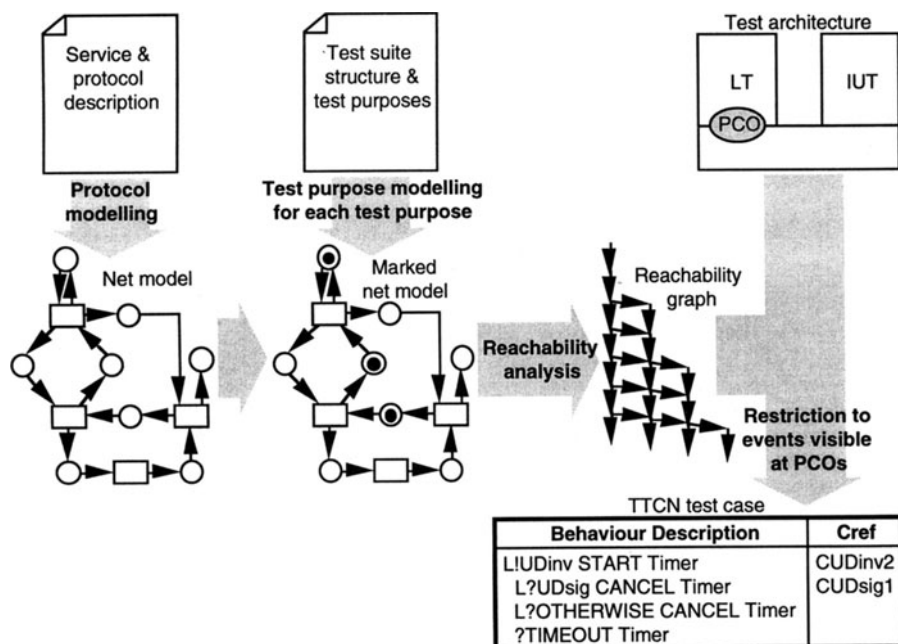 Service &
protocol
description
Test suite
structure &
test purposes
Test architecture
LT
IUT
PCO
Protocol
modelling
Test purpose modelling
for each test purpose
Net model
Marked
net model
Reachability
graph
Reachability
analysis
Restriction to
events visible
at PCOs
TTCN test case
Behaviour Description
Cref
L!UDinv START Timer
CUDinv2
L?UDsig CANCEL Timer
CUDsig1
L?OTHERWISE CANCEL Timer
?TIMEOUT Timer